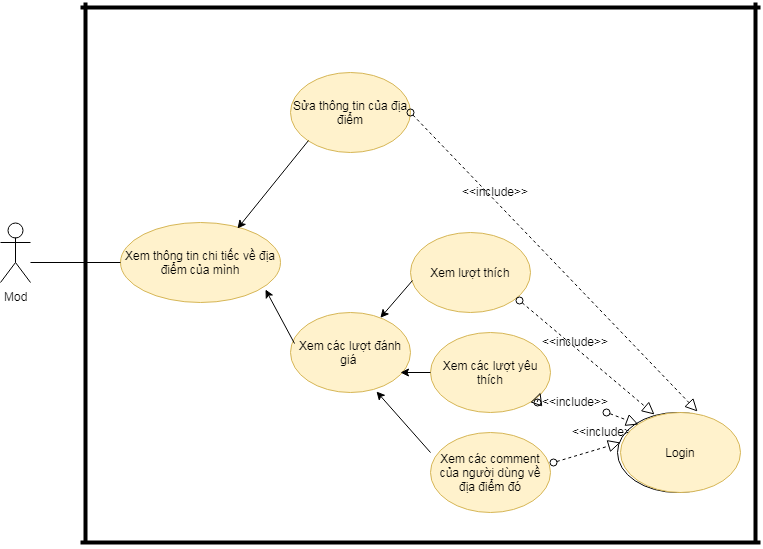 Sửa thông tin của địa
điểm
<<include>>
Xem thông tin chi tiếc về địa
điểm của mình
Mod
Xem lượt thích
<<include>>
Xem các lượt đánh
giá
Xem các lượt yêu
thích
<<include>>
<<include>
Xem các comment
của người dùng về
địa điểm đó
Login